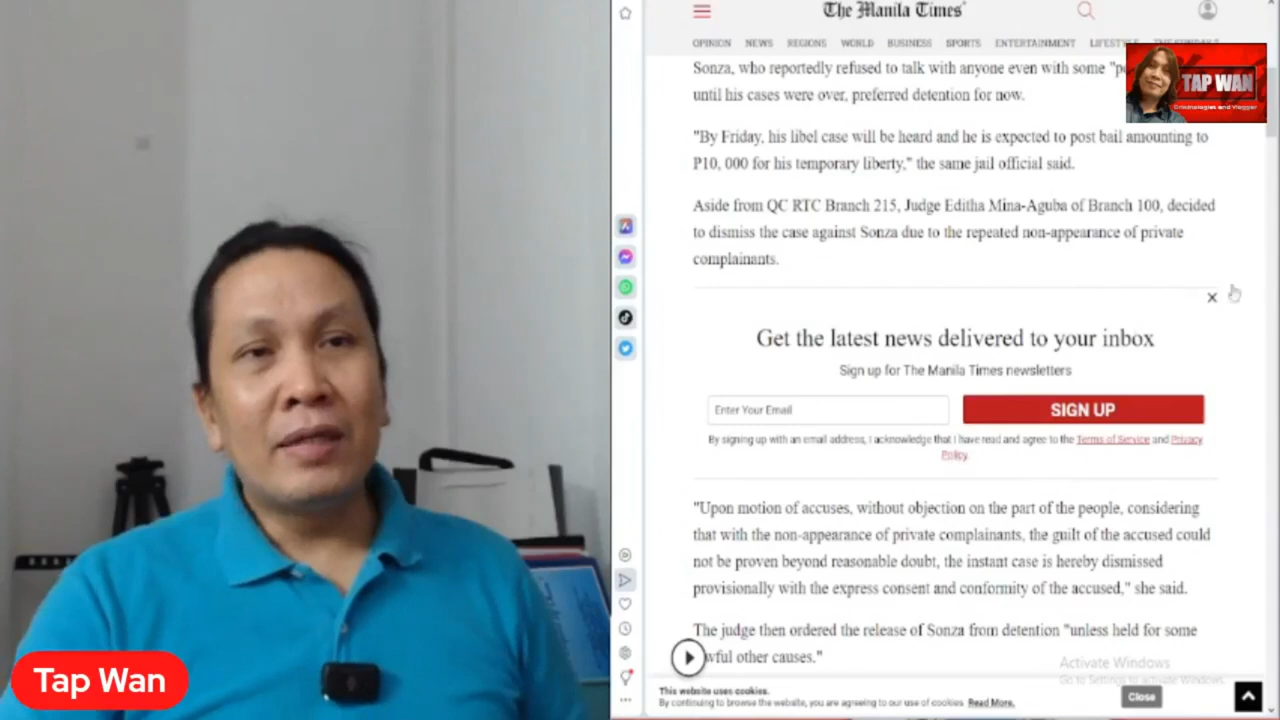 The Manila Times
OPINION NEWS REGIONS WORLD BUSINESS SPORTS ENTERTAINMENT
Sonza, who reportedly refused to talk with anyone even with some
until his cases were over, preferred detention for now.
TAP WAN
Criminologist and Vlogger
"By Friday, his libel case will be heard and he is expected to post bail amounting to
P10, 000 for his temporary liberty," the same jail official said.
Aside from QC RTC Branch 215, Judge Editha Mina-Aguba of Branch 100, decided
to dismiss the case against Sonza due to the repeated non-appearance of private
complainants.
Get the latest news delivered to your inbox
Sign up for The Manila Times newsletters
Enter Your Email SIGN UP
By signing up with an email address, I acknowledge that I have read and agree to the Terms of Service and Privacy
Policy.
"Upon motion of accuses, without objection on the part of the people, considering
that with the non-appearance of private complainants, the guilt of the accused could
not be proven beyond reasonable doubt, the instant case is hereby dismissed
provisionally with the express consent and conformity of the accused," she said.
The judge then ordered the release of Sonza from detention "unless held for some
other causes."
Activate Windows
Go to Settings to activate Windows.
This website uses cookies.
By continuing to browse the website, you are agreeing to our use of cookies. Read More.
Close
Tap Wan